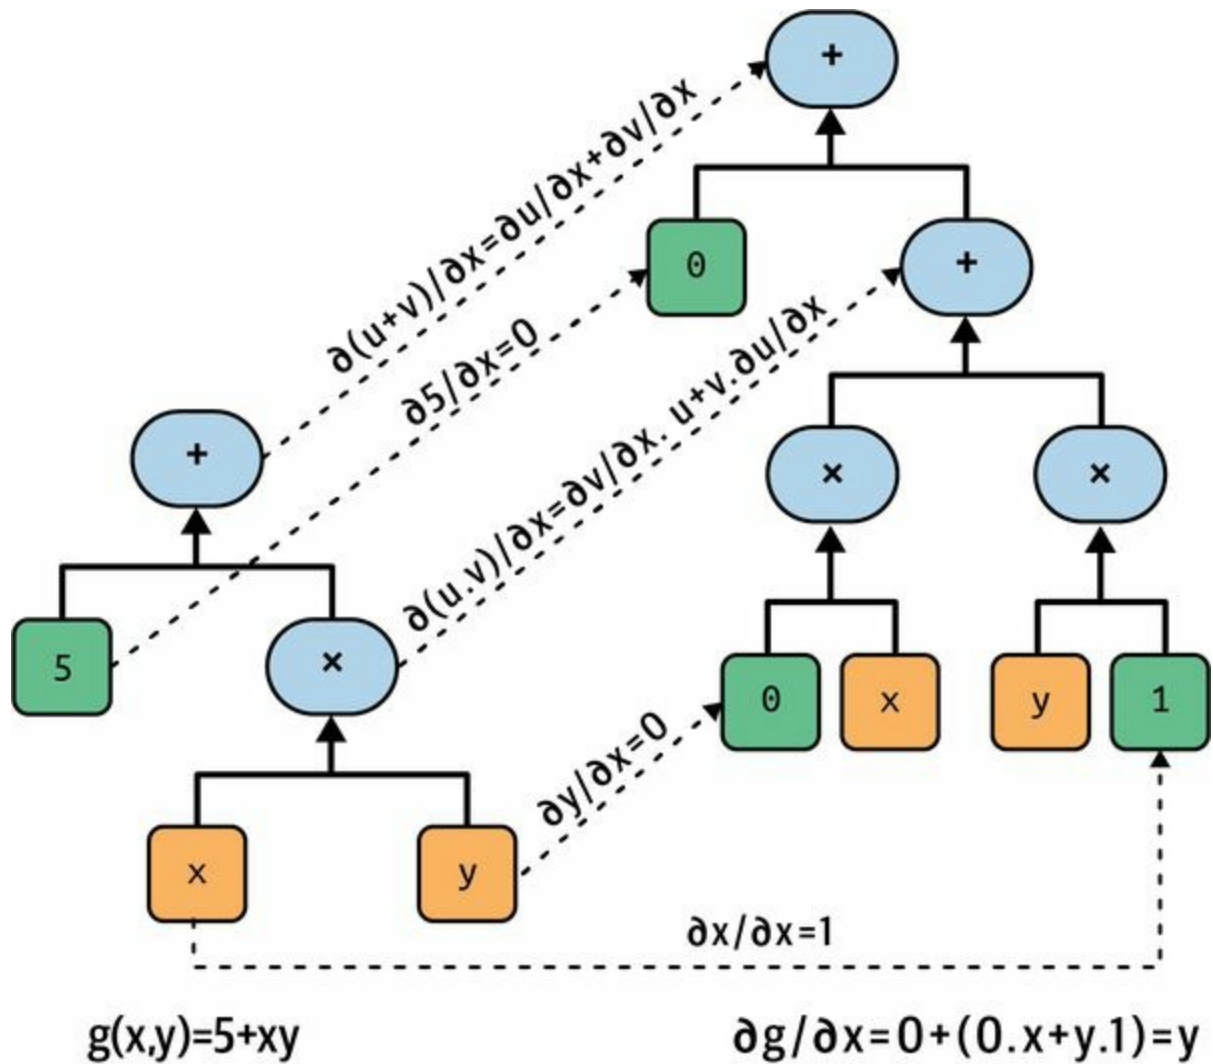 +
∂(u+v)/∂x=∂u/∂x+∂v/∂x
0
+
∂5/∂x=0
∂(u.v)/∂x=∂v/∂x. u+v.∂u/∂x
+
×
×
5
×
0
x
y
1
∂y/∂x=0
x
y
∂x/∂x=1
g(x,y)=5+xy
∂g/∂x=0+(0.x+y.1)=y